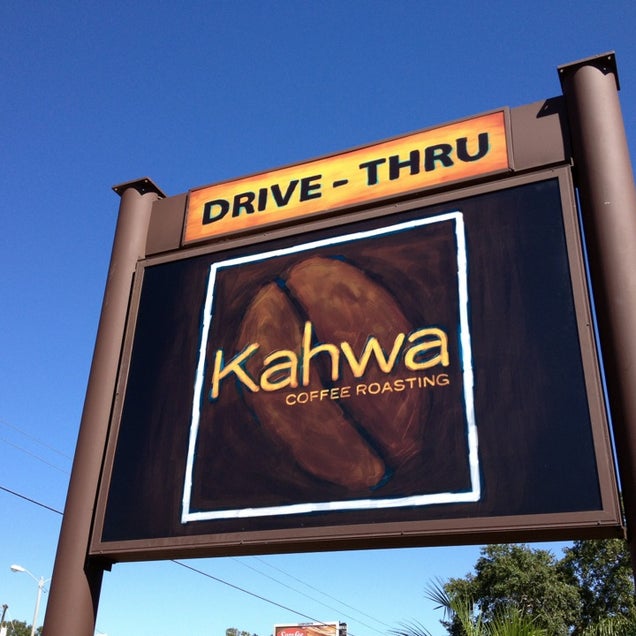 DRIVE - THRU
Kahwa
COFFEE ROASTING